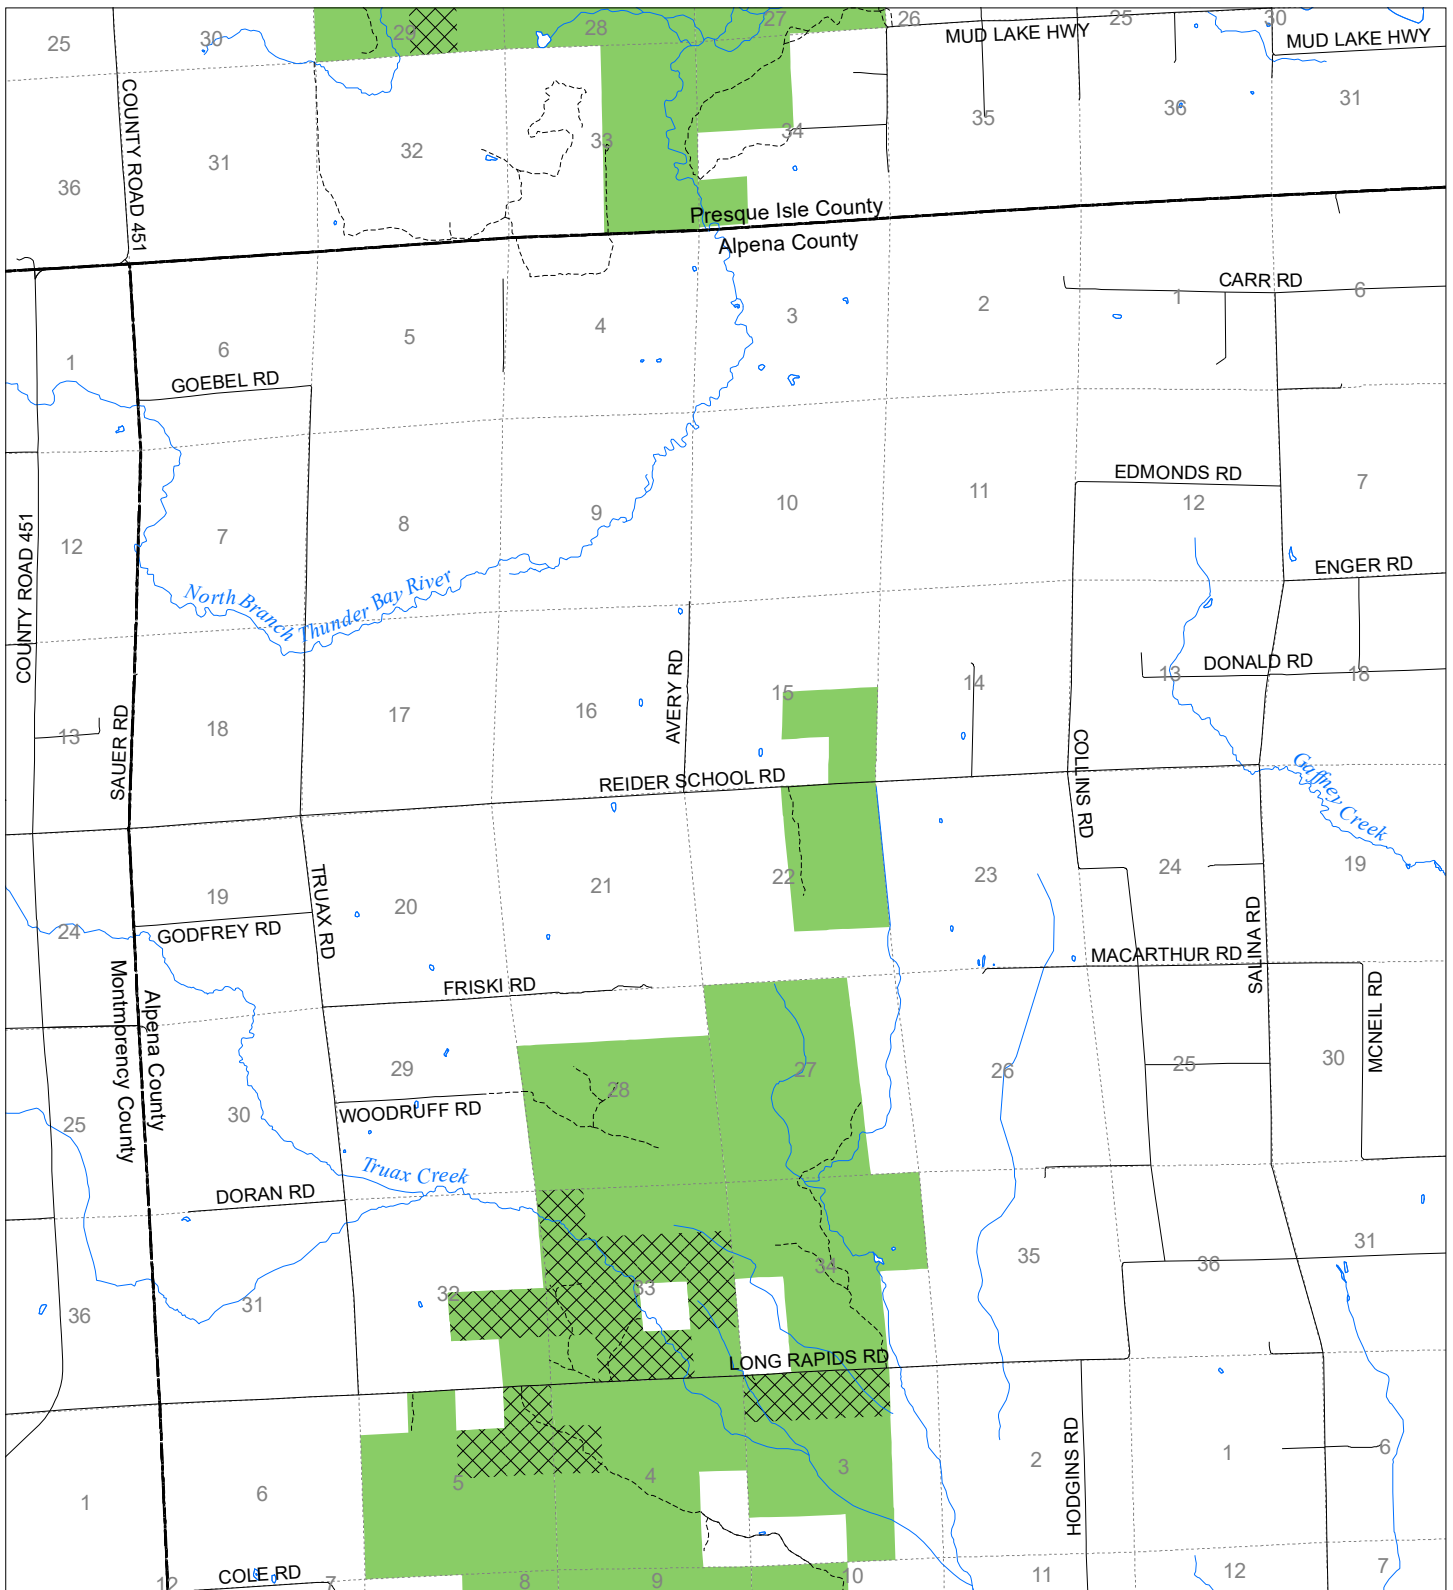 25
30
29
28
27
26
25
30
MUD LAKE HWY
MUD LAKE HWY
COUNTY ROAD 451
36
31
32
33
34
35
36
31
Presque Isle County
Alpena County
CARR RD
1
6
5
4
3
2
1
6
GOEBEL RD
EDMONDS RD
COUNTY ROAD 451
12
7
8
9
10
11
12
7
ENGER RD
North Branch Thunder Bay River
AVERY RD
DONALD RD
13
18
17
16
15
14
13
18
SAUER RD
REIDER SCHOOL RD
COLLINS RD
Gaffney Creek
24
19
20
21
22
23
24
19
GODFREY RD
TRUAX RD
SALINA RD
MACARTHUR RD
MCNEIL RD
FRISKI RD
Alpena County
Montmorency County
25
30
29
28
27
26
25
30
WOODRUFF RD
Truax Creek
DORAN RD
36
31
32
33
34
35
36
31
LONG RAPIDS RD
HODGINS RD
1
6
5
4
3
2
1
6
COLE RD
12
7
8
9
10
11
12
7